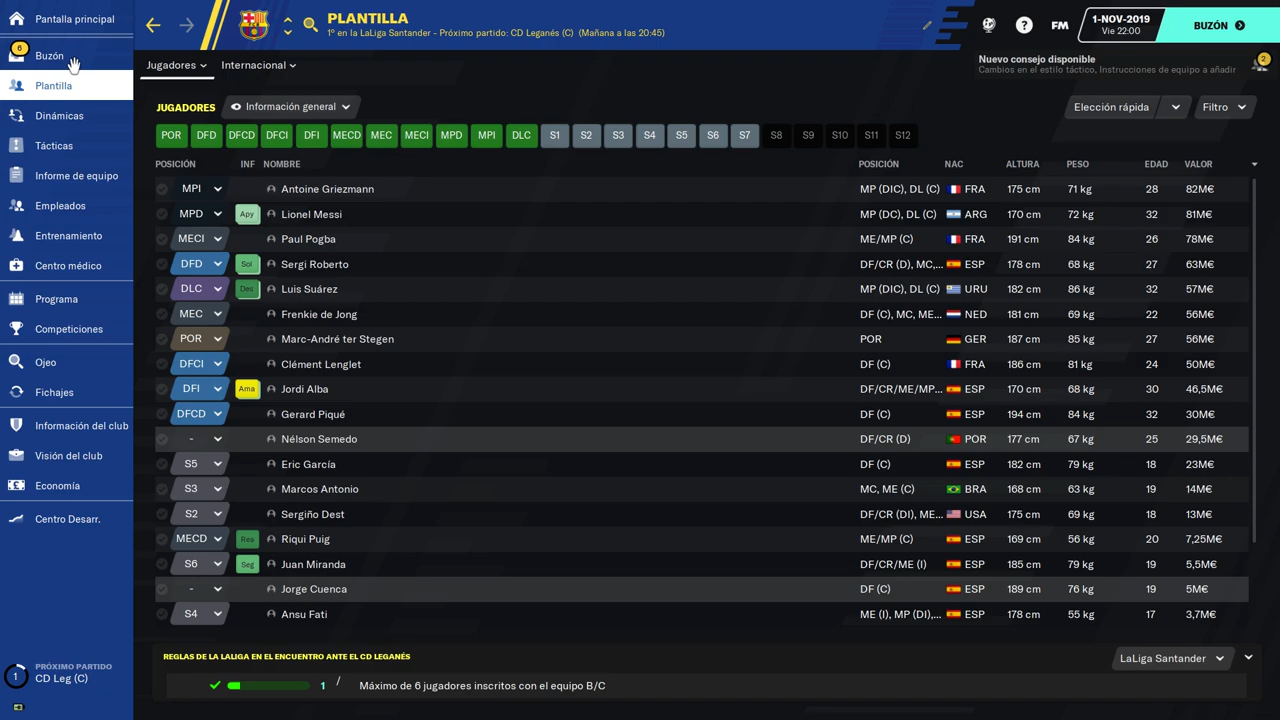 Pantalla principal
6
Buzón
Plantilla
Dinámicas
Tácticas
Informe de equipo
Empleados
Entrenamiento
Centro médico
Programa
Competiciones
Ojeo
Fichajes
Información del club
Visión del club
Economía
Centro Desarr.
1
PRÓXIMO PARTIDO
CD Leg (C)
PLANTILLA
1º en la LaLiga Santander - Próximo partido: CD Leganés (C) (Mañana a las 20:45)
FM
1-NOV-2019
Vie 22:00
BUZÓN
Jugadores
Internacional
Nuevo consejo disponible
Cambios en el estilo táctico, Instrucciones de equipo a añadir
2
JUGADORES
Información general
Elección rápida
Filtro
POR DFD DFCD DFCI DFI MECD MEC MECI MPD MPI DLC S1 S2 S3 S4 S5 S6 S7 S8 S9 S10 S11 S12
POSICIÓN INF NOMBRE POSICIÓN NAC ALTURA PESO EDAD VALOR
MPI Antoine Griezmann MP (DIC), DL (C) FRA 175 cm 71 kg 28 82M€
MPD Apy Lionel Messi MP (DC), DL (C) ARG 170 cm 72 kg 32 81M€
MECI Paul Pogba ME/MP (C) FRA 191 cm 84 kg 26 78M€
DFD Sol Sergi Roberto DF/CR (D), MC,... ESP 178 cm 68 kg 27 63M€
DLC Des Luis Suárez MP (DIC), DL (C) URU 182 cm 86 kg 32 57M€
MEC Frenkie de Jong DF (C), MC, ME... NED 181 cm 69 kg 22 56M€
POR Marc-André ter Stegen POR GER 187 cm 85 kg 27 56M€
DFCI Clément Lenglet DF (C) FRA 186 cm 81 kg 24 50M€
DFI Ama Jordi Alba DF/CR/ME/MP... ESP 170 cm 68 kg 30 46,5M€
DFCD Gerard Piqué DF (C) ESP 194 cm 84 kg 32 30M€
- Nélson Semedo DF/CR (D) POR 177 cm 67 kg 25 29,5M€
S5 Eric García DF (C) ESP 182 cm 79 kg 18 23M€
S3 Marcos Antonio MC, ME (C) BRA 168 cm 63 kg 19 14M€
S2 Sergiño Dest DF/CR (DI), ME... USA 175 cm 69 kg 18 13M€
MECD Res Riqui Puig ME/MP (C) ESP 169 cm 56 kg 20 7,25M€
S6 Seg Juan Miranda DF/CR/ME (I) ESP 185 cm 79 kg 19 5,5M€
- Jorge Cuenca DF (C) ESP 189 cm 76 kg 19 5M€
S4 Ansu Fati ME (I), MP (DI),... ESP 178 cm 55 kg 17 3,7M€
REGLAS DE LA LALIGA EN EL ENCUENTRO ANTE EL CD LEGANÉS
LaLiga Santander
1 / Máximo de 6 jugadores inscritos con el equipo B/C